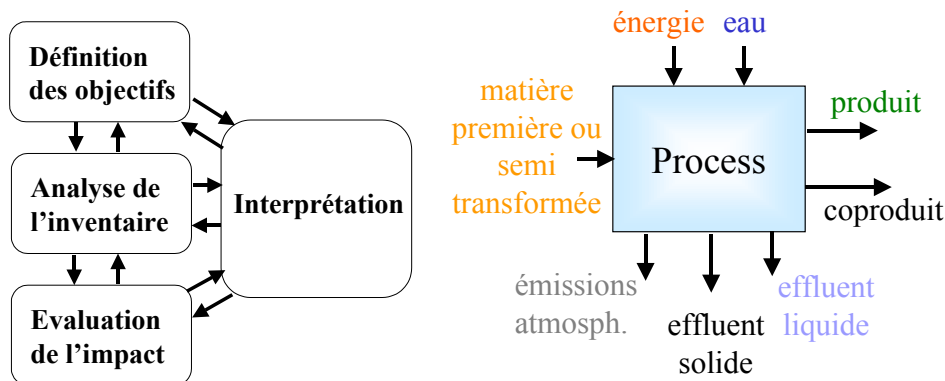 Définition
des objectifs
Analyse de
l’inventaire
Evaluation
de l’impact
Interprétation
énergie
eau
matière
première ou
semi
transformée
Process
produit
coproduit
émissions
atmosph.
effluent
solide
effluent
liquide